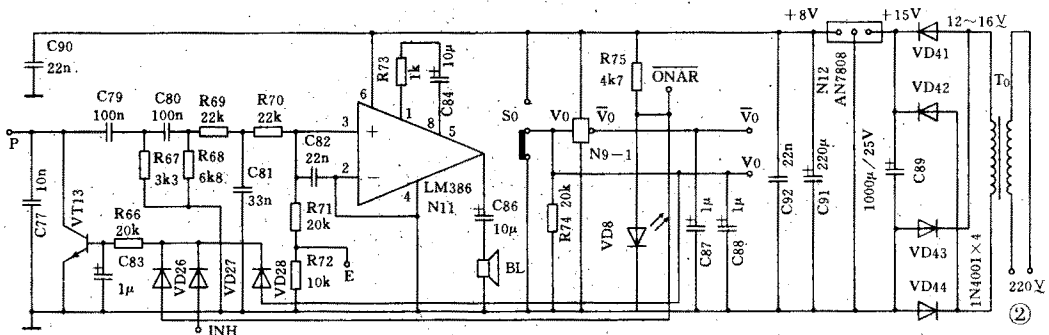 C90
22n
C79
100n
C80
100n
R69
22k
R70
22k
P
10n
C77
VT13
R67
3k3
R68
6k8
C81
33n
R66
20k
C83
1μ
VD26
VD27
VD28
INH
C82
22n
R71
20k
R72
10k
E
R73
1k
10μ
C84
6
1
8
5
3
2
4
+
-
LM386
N11
C86
10μ
BL
S0
V0
V̅0
N9-1
R75
4k7
O̅N̅A̅R̅
R74
20k
VD8
1μ
C87
1μ
C88
V̅0
V0
22n
C92
220μ
C91
+8V
N12
AN7808
+15V
1000μ/25V
C89
VD41
VD42
VD43
VD44
1N4001×4
12~16V
T0
220V
②